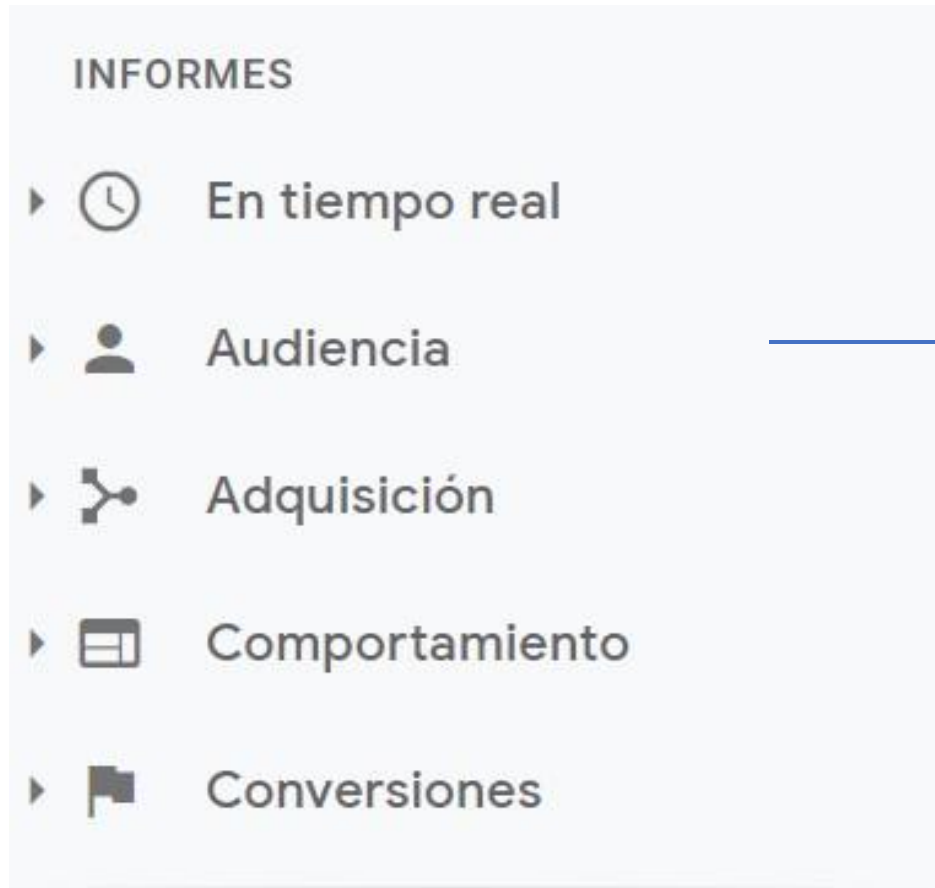 INFORMES
En tiempo real
Audiencia
Adquisición
Comportamiento
Conversiones